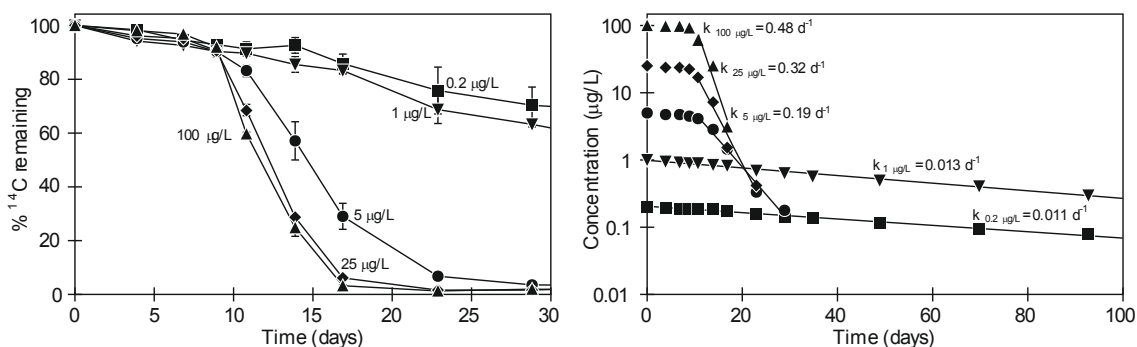 100
80
60
40
20
0
% ¹⁴C remaining
0.2 µg/L
1 µg/L
100 µg/L
5 µg/L
25 µg/L
0 5 10 15 20 25 30
Time (days)
100
10
1
0.1
0.01
Concentration (µg/L)
k 100 µg/L=0.48 d⁻¹
k 25 µg/L=0.32 d⁻¹
k 5 µg/L=0.19 d⁻¹
k 1 µg/L=0.013 d⁻¹
k 0.2 µg/L=0.011 d⁻¹
0 20 40 60 80 100
Time (days)